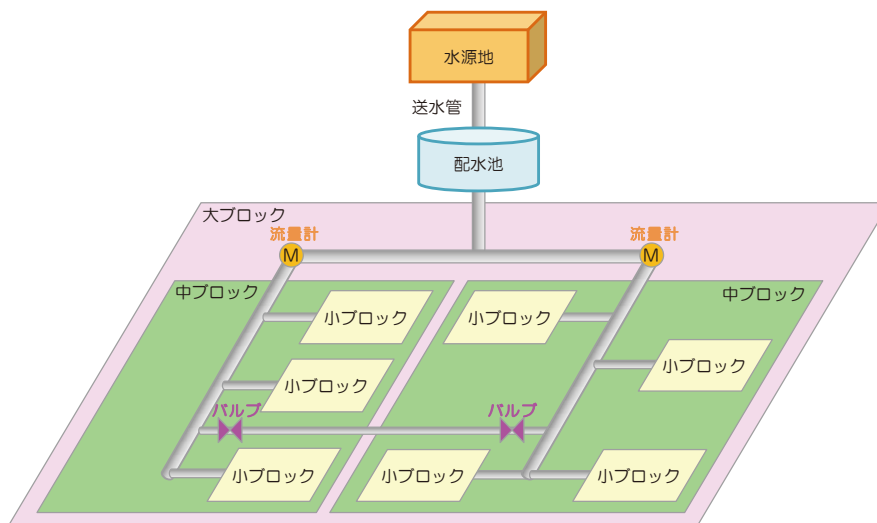 水源地
送水管
配水池
大ブロック
流量計
流量計
M
M
中ブロック
中ブロック
小ブロック
小ブロック
小ブロック
小ブロック
バルブ
バルブ
小ブロック
小ブロック
小ブロック